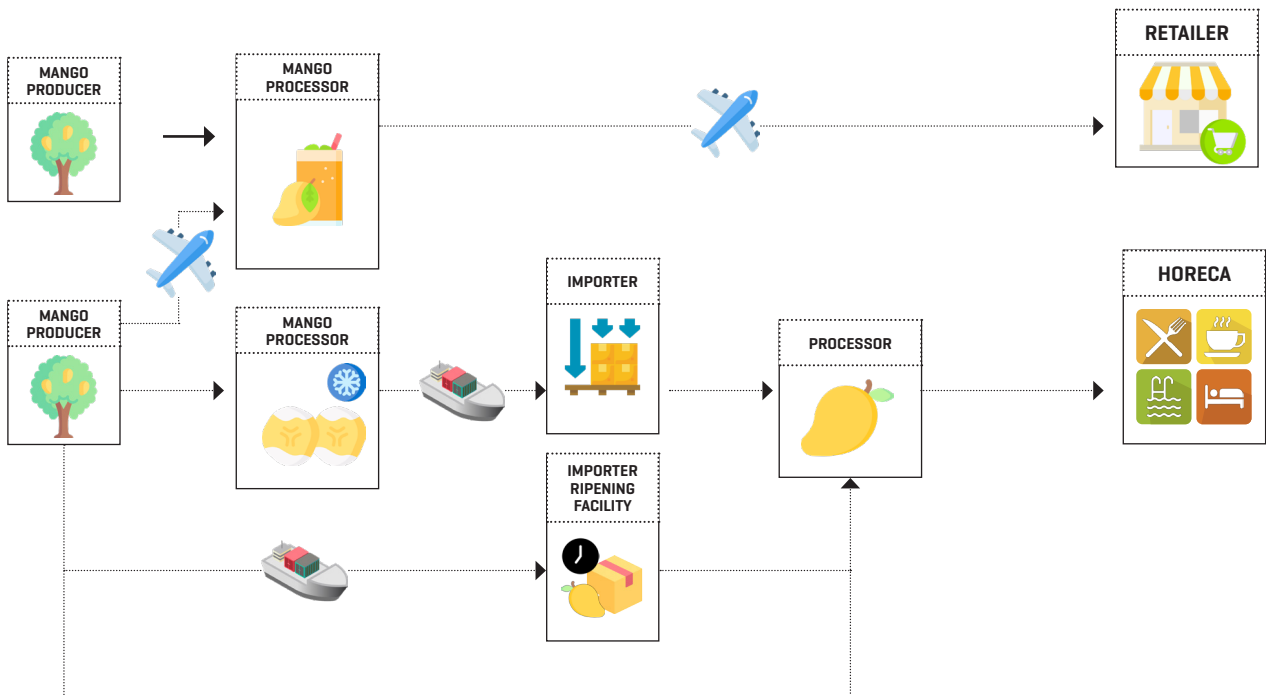 RETAILER
MANGO
PRODUCER
MANGO
PROCESSOR
HORECA
IMPORTER
MANGO
PRODUCER
MANGO
PROCESSOR
PROCESSOR
IMPORTER
RIPENING
FACILITY